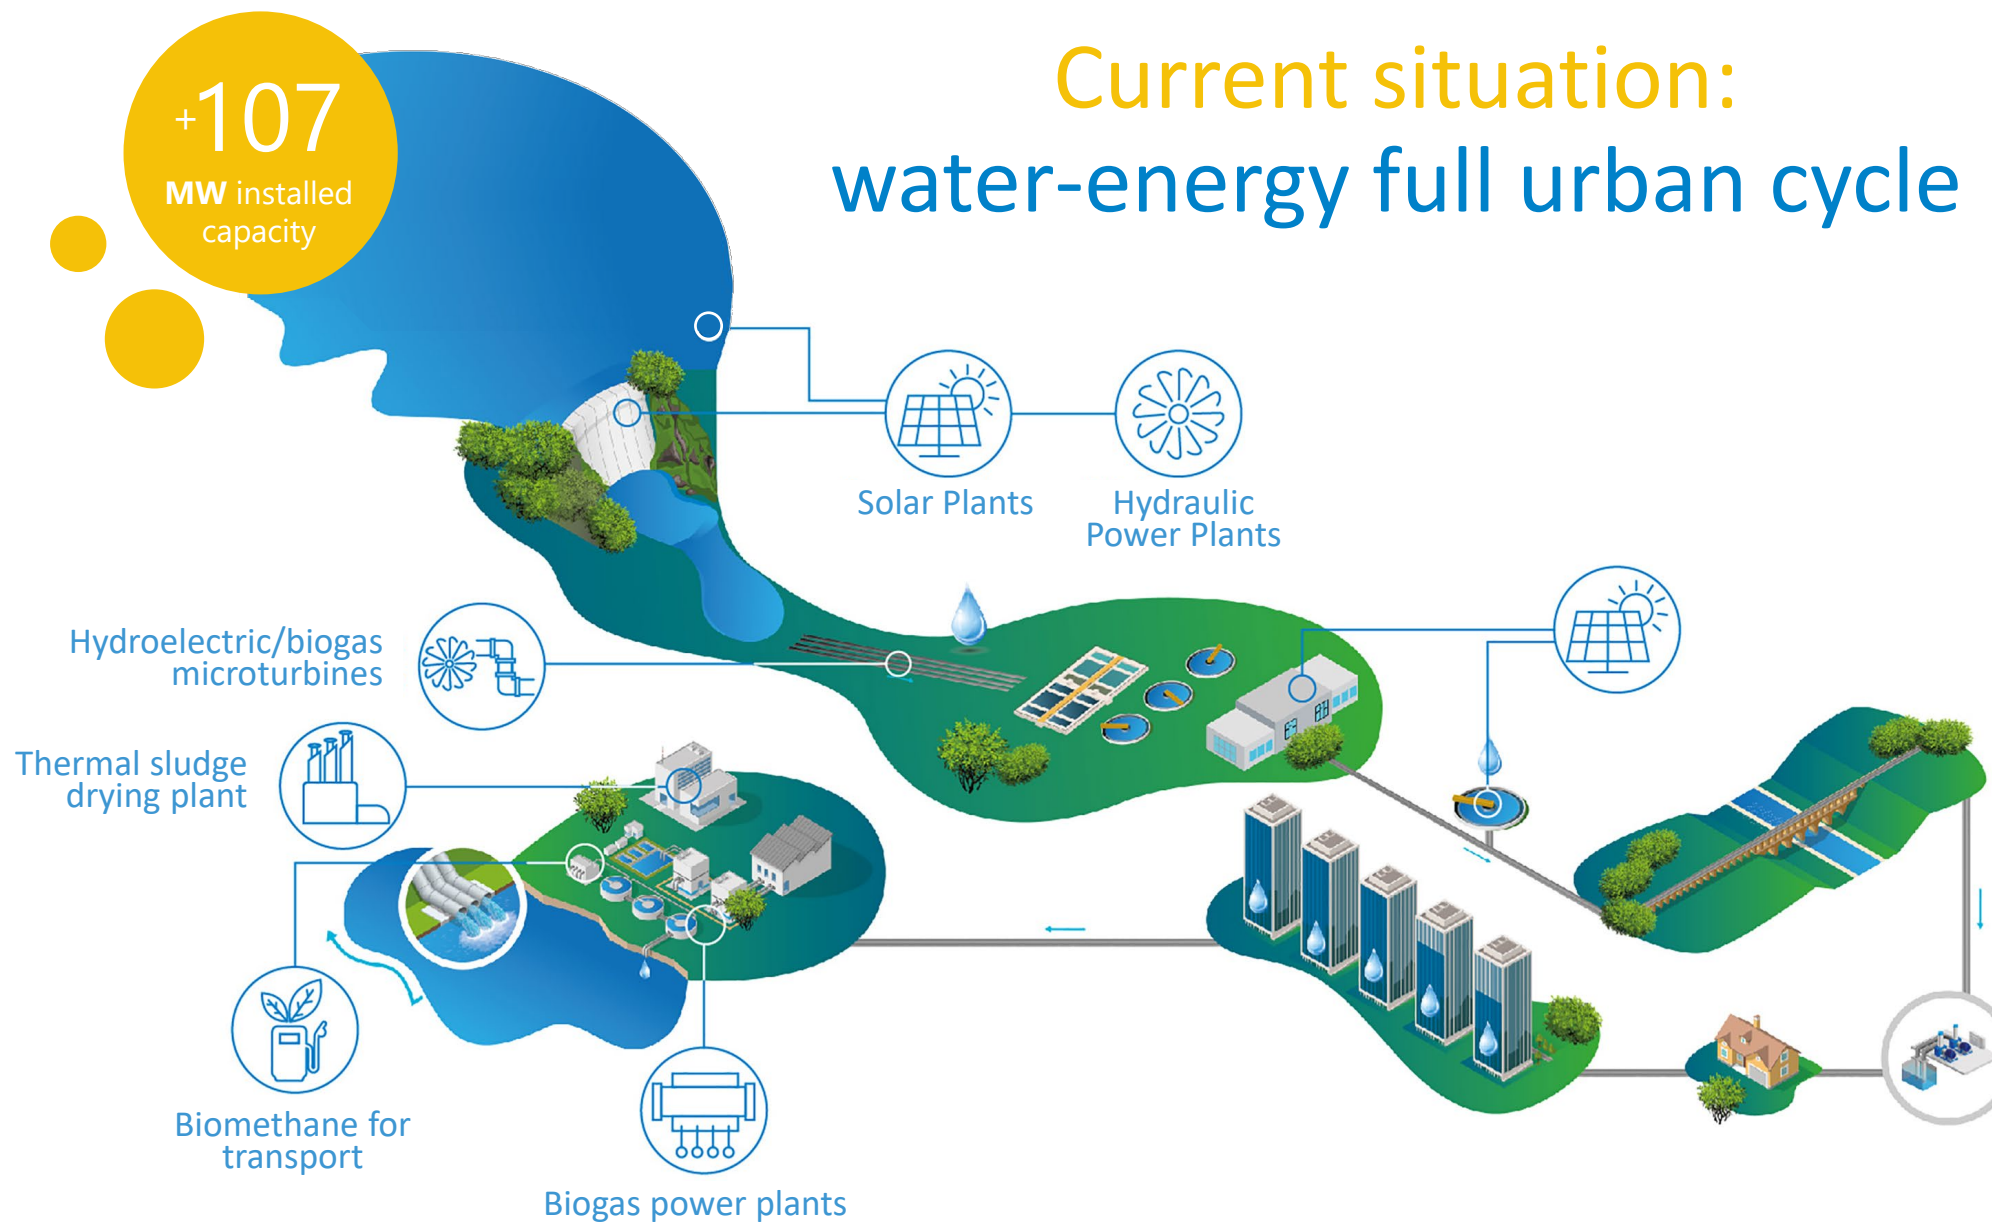 +107
MW installed
capacity
Current situation:
water-energy full urban cycle
Solar Plants
Hydraulic
Power Plants
Hydroelectric/biogas
microturbines
Thermal sludge
drying plant
Biomethane for
transport
Biogas power plants